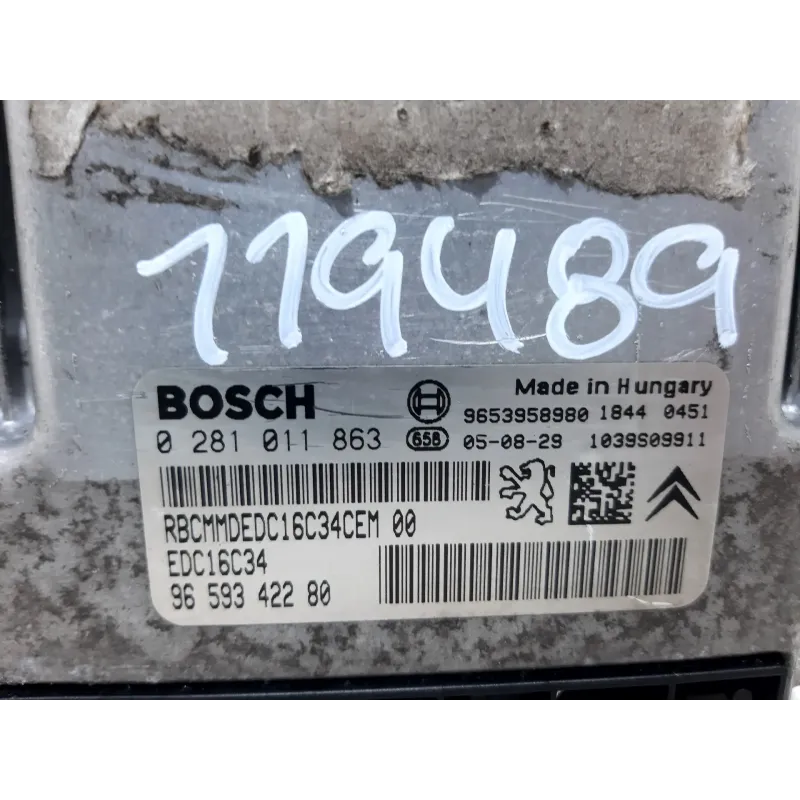 119489
BOSCH Made in Hungary
9653958980 1844 0451
0 281 011 863 658 05-08-29 1039S09911
RBCMMDEDC16C34CEM 00
EDC16C34
96 593 422 80